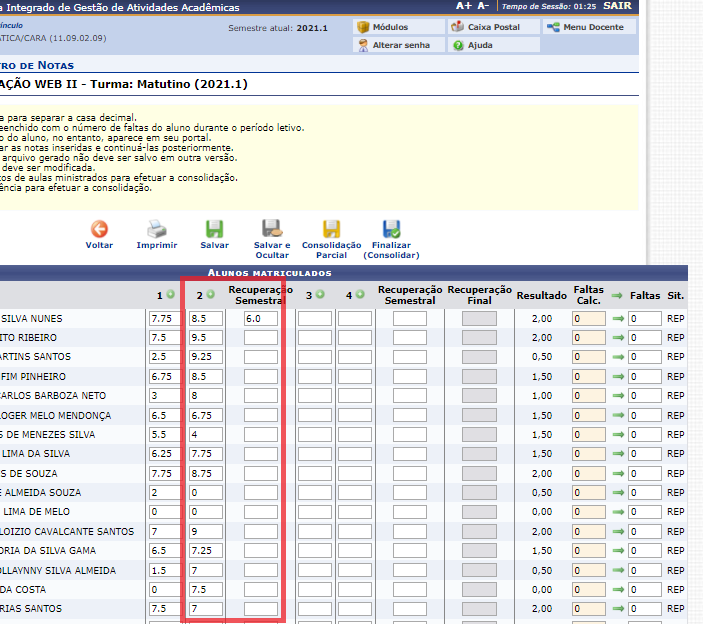 a Integrado de Gestão de Atividades Acadêmicas A+ A- Tempo de Sessão: 01:25 SAIR
ínculo
ÁTICA/CARA (11.09.02.09) Semestre atual: 2021.1
Módulos Caixa Postal Menu Docente
Alterar senha Ajuda
TRO DE NOTAS
AÇÃO WEB II - Turma: Matutino (2021.1)
a para separar a casa decimal.
eenchido com o número de faltas do aluno durante o período letivo.
o do aluno, no entanto, aparece em seu portal.
ar as notas inseridas e continuá-las posteriormente.
arquivo gerado não deve ser salvo em outra versão.
deve ser modificada.
os de aulas ministrados para efetuar a consolidação.
ência para efetuar a consolidação.
Voltar Imprimir Salvar Salvar e Ocultar Consolidação Parcial Finalizar (Consolidar)
ALUNOS MATRICULADOS
1 2 Recuperação Semestral 3 4 Recuperação Semestral Recuperação Final Resultado Faltas Calc. Faltas Sit.
SILVA NUNES 7.75 8.5 6.0 2,00 0 0 REP
ITO RIBEIRO 7.5 9.5 2,00 0 0 REP
ARTINS SANTOS 2.5 9.25 0,50 0 0 REP
FIM PINHEIRO 6.75 8.5 1,50 0 0 REP
CARLOS BARBOZA NETO 3 8 1,00 0 0 REP
ROGER MELO MENDONÇA 6.5 6.75 1,50 0 0 REP
S DE MENEZES SILVA 5.5 4 1,50 0 0 REP
LIMA DA SILVA 6.25 7.75 1,50 0 0 REP
S DE SOUZA 7.75 8.75 2,00 0 0 REP
E ALMEIDA SOUZA 2 0 0,50 0 0 REP
LIMA DE MELO 0 0 0,00 0 0 REP
LOIZIO CAVALCANTE SANTOS 7 9 2,00 0 0 REP
ORIA DA SILVA GAMA 6.5 7.25 1,50 0 0 REP
OLLAYNNY SILVA ALMEIDA 1.5 7 0,50 0 0 REP
DA COSTA 0 7.5 0,00 0 0 REP
RIAS SANTOS 7.5 7 2,00 0 0 REP